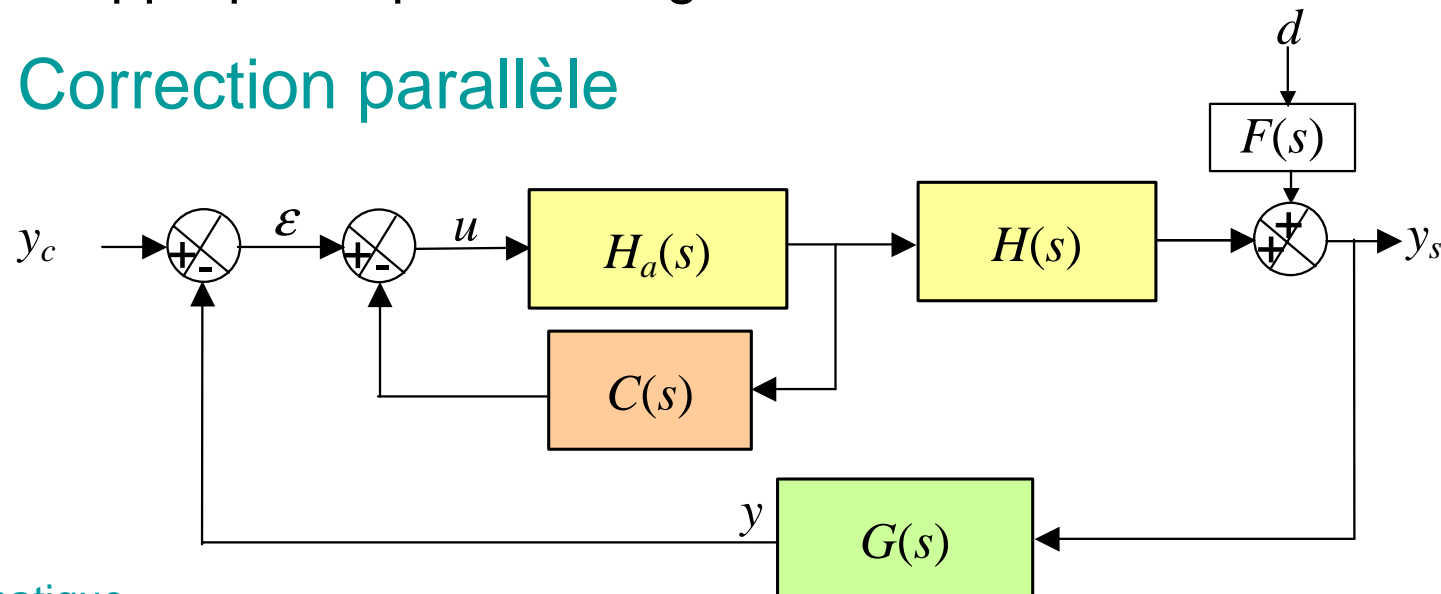 Correction parallèle
d
F(s)
y_c
+
-
ε
+
-
u
H_a(s)
H(s)
+
+
y_s
C(s)
y
G(s)